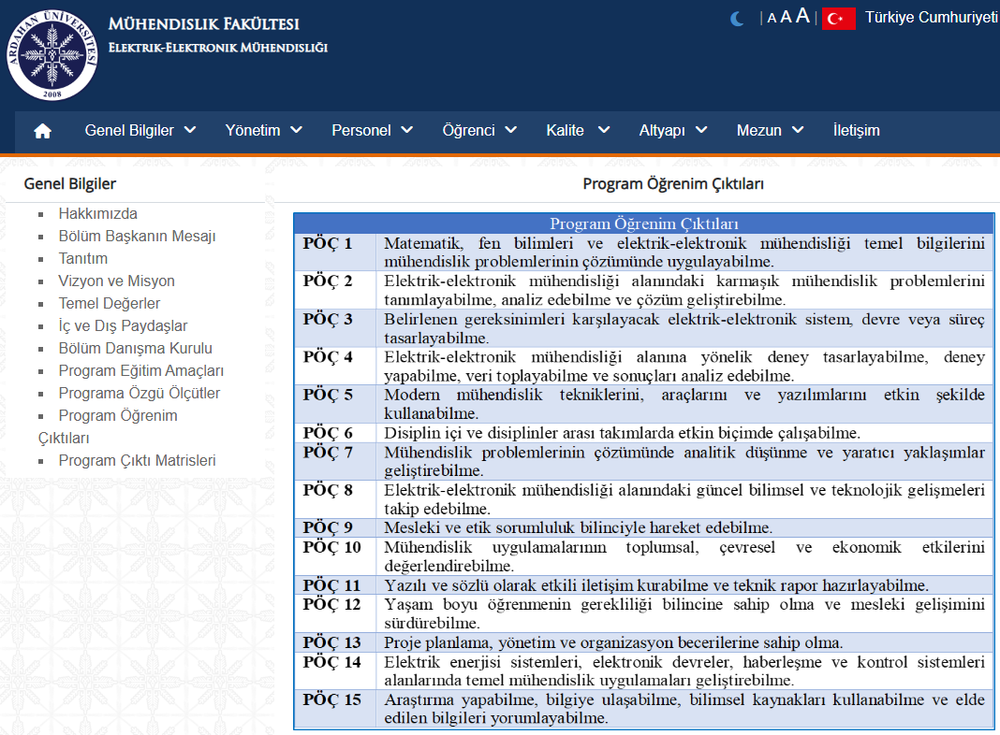 ARDAHAN ÜNİVERSİTESİ
2008
MÜHENDISLIK FAKÜLTESI
ELEKTRIK-ELEKTRONIK MÜHENDISLIĞI
| A A A |
Türkiye Cumhuriyeti
Genel Bilgiler
Yönetim
Personel
Öğrenci
Kalite
Altyapı
Mezun
İletişim
Genel Bilgiler
Hakkımızda
Bölüm Başkanın Mesajı
Tanıtım
Vizyon ve Misyon
Temel Değerler
İç ve Dış Paydaşlar
Bölüm Danışma Kurulu
Program Eğitim Amaçları
Programa Özgü Ölçütler
Program Öğrenim
Çıktıları
Program Çıktı Matrisleri
Program Öğrenim Çıktıları
Program Öğrenim Çıktıları
PÖÇ 1 Matematik, fen bilimleri ve elektrik-elektronik mühendisliği temel bilgilerini
mühendislik problemlerinin çözümünde uygulayabilme.
PÖÇ 2 Elektrik-elektronik mühendisliği alanındaki karmaşık mühendislik problemlerini
tanımlayabilme, analiz edebilme ve çözüm geliştirebilme.
PÖÇ 3 Belirlenen gereksinimleri karşılayacak elektrik-elektronik sistem, devre veya süreç
tasarlayabilme.
PÖÇ 4 Elektrik-elektronik mühendisliği alanına yönelik deney tasarlayabilme, deney
yapabilme, veri toplayabilme ve sonuçları analiz edebilme.
PÖÇ 5 Modern mühendislik tekniklerini, araçlarını ve yazılımlarını etkin şekilde
kullanabilme.
PÖÇ 6 Disiplin içi ve disiplinler arası takımlarda etkin biçimde çalışabilme.
PÖÇ 7 Mühendislik problemlerinin çözümünde analitik düşünme ve yaratıcı yaklaşımlar
geliştirebilme.
PÖÇ 8 Elektrik-elektronik mühendisliği alanındaki güncel bilimsel ve teknolojik gelişmeleri
takip edebilme.
PÖÇ 9 Mesleki ve etik sorumluluk bilinciyle hareket edebilme.
PÖÇ 10 Mühendislik uygulamalarının toplumsal, çevresel ve ekonomik etkilerini
değerlendirebilme.
PÖÇ 11 Yazılı ve sözlü olarak etkili iletişim kurabilme ve teknik rapor hazırlayabilme.
PÖÇ 12 Yaşam boyu öğrenmenin gerekliliği bilincine sahip olma ve mesleki gelişimini
sürdürebilme.
PÖÇ 13 Proje planlama, yönetim ve organizasyon becerilerine sahip olma.
PÖÇ 14 Elektrik enerjisi sistemleri, elektronik devreler, haberleşme ve kontrol sistemleri
alanlarında temel mühendislik uygulamaları geliştirebilme.
PÖÇ 15 Araştırma yapabilme, bilgiye ulaşabilme, bilimsel kaynakları kullanabilme ve elde
edilen bilgileri yorumlayabilme.